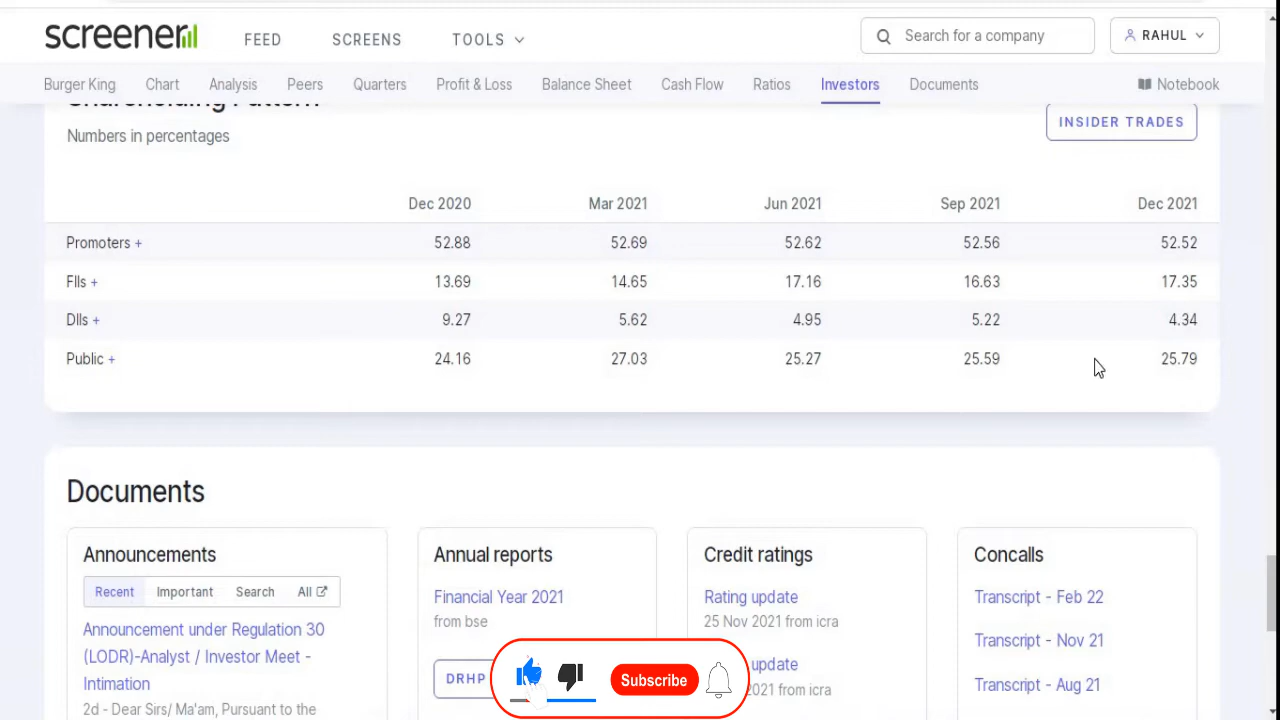 screener FEED SCREENS TOOLS Search for a company RAHUL
Burger King Chart Analysis Peers Quarters Profit & Loss Balance Sheet Cash Flow Ratios Investors Documents Notebook
Shareholding Pattern
Numbers in percentages
INSIDER TRADES
Dec 2020 Mar 2021 Jun 2021 Sep 2021 Dec 2021
Promoters + 52.88 52.69 52.62 52.56 52.52
FIIs + 13.69 14.65 17.16 16.63 17.35
DIIs + 9.27 5.62 4.95 5.22 4.34
Public + 24.16 27.03 25.27 25.59 25.79
Documents
Announcements
Recent Important Search All
Announcement under Regulation 30
(LODR)-Analyst / Investor Meet -
Intimation
2d - Dear Sirs/ Ma'am, Pursuant to the
Annual reports
Financial Year 2021
from bse
DRHP
Credit ratings
Rating update
25 Nov 2021 from icra
update
2021 from icra
Concalls
Transcript - Feb 22
Transcript - Nov 21
Transcript - Aug 21
Subscribe